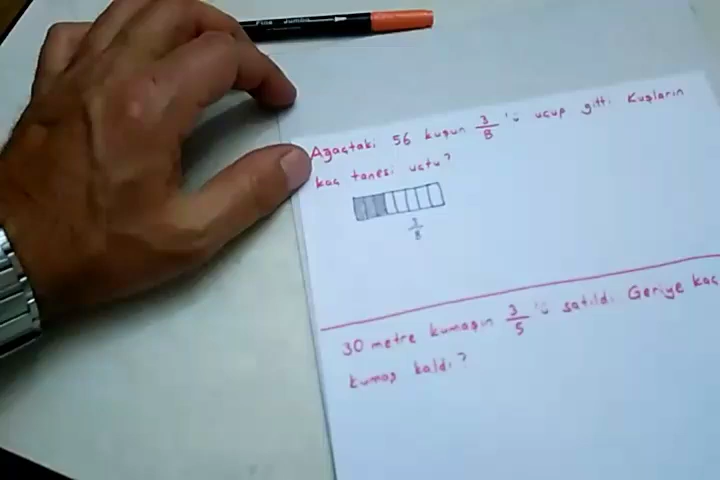 Fine Jumbo
Ağaçtaki 56 kuşun 3/8'ü uçup gitti Kuşların
kaç tanesi uçtu?
3/8
30 metre kumaşın 3/5'ü satıldı. Geriye kaç
kumaş kaldı?